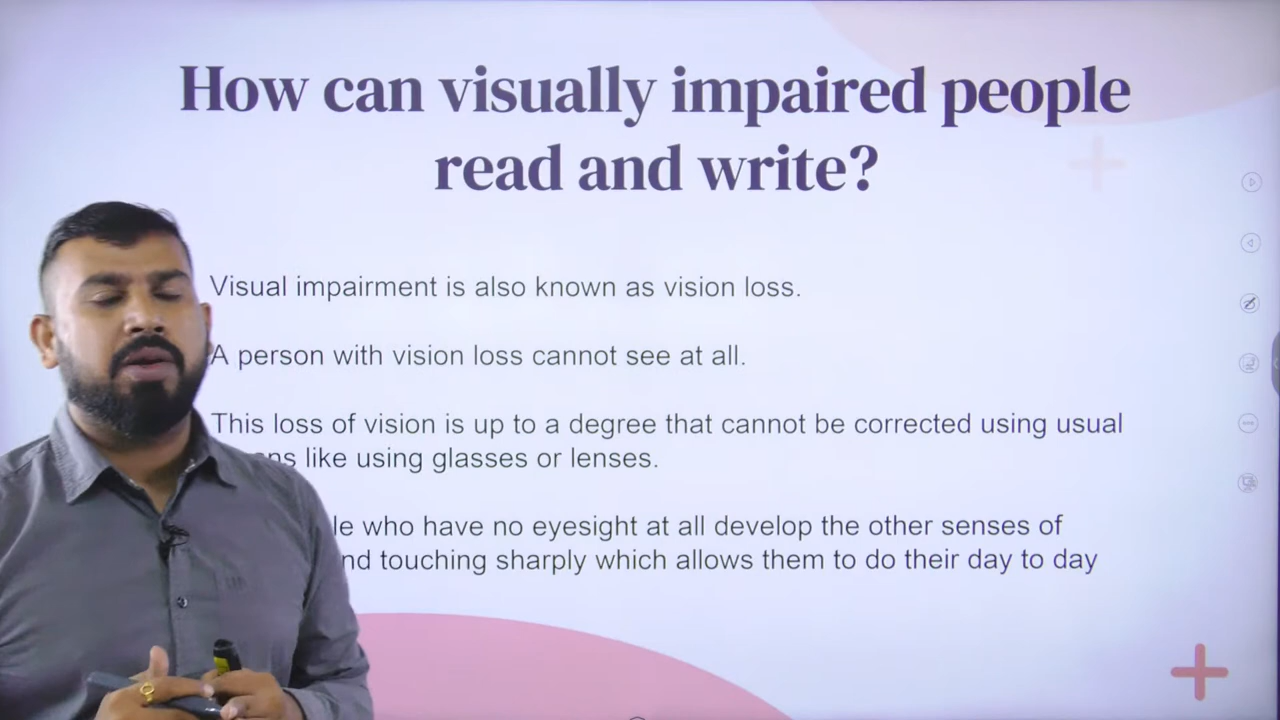 How can visually impaired people
read and write?
Visual impairment is also known as vision loss.
A person with vision loss cannot see at all.
This loss of vision is up to a degree that cannot be corrected using usual
like using glasses or lenses.
who have no eyesight at all develop the other senses of
touching sharply which allows them to do their day to day